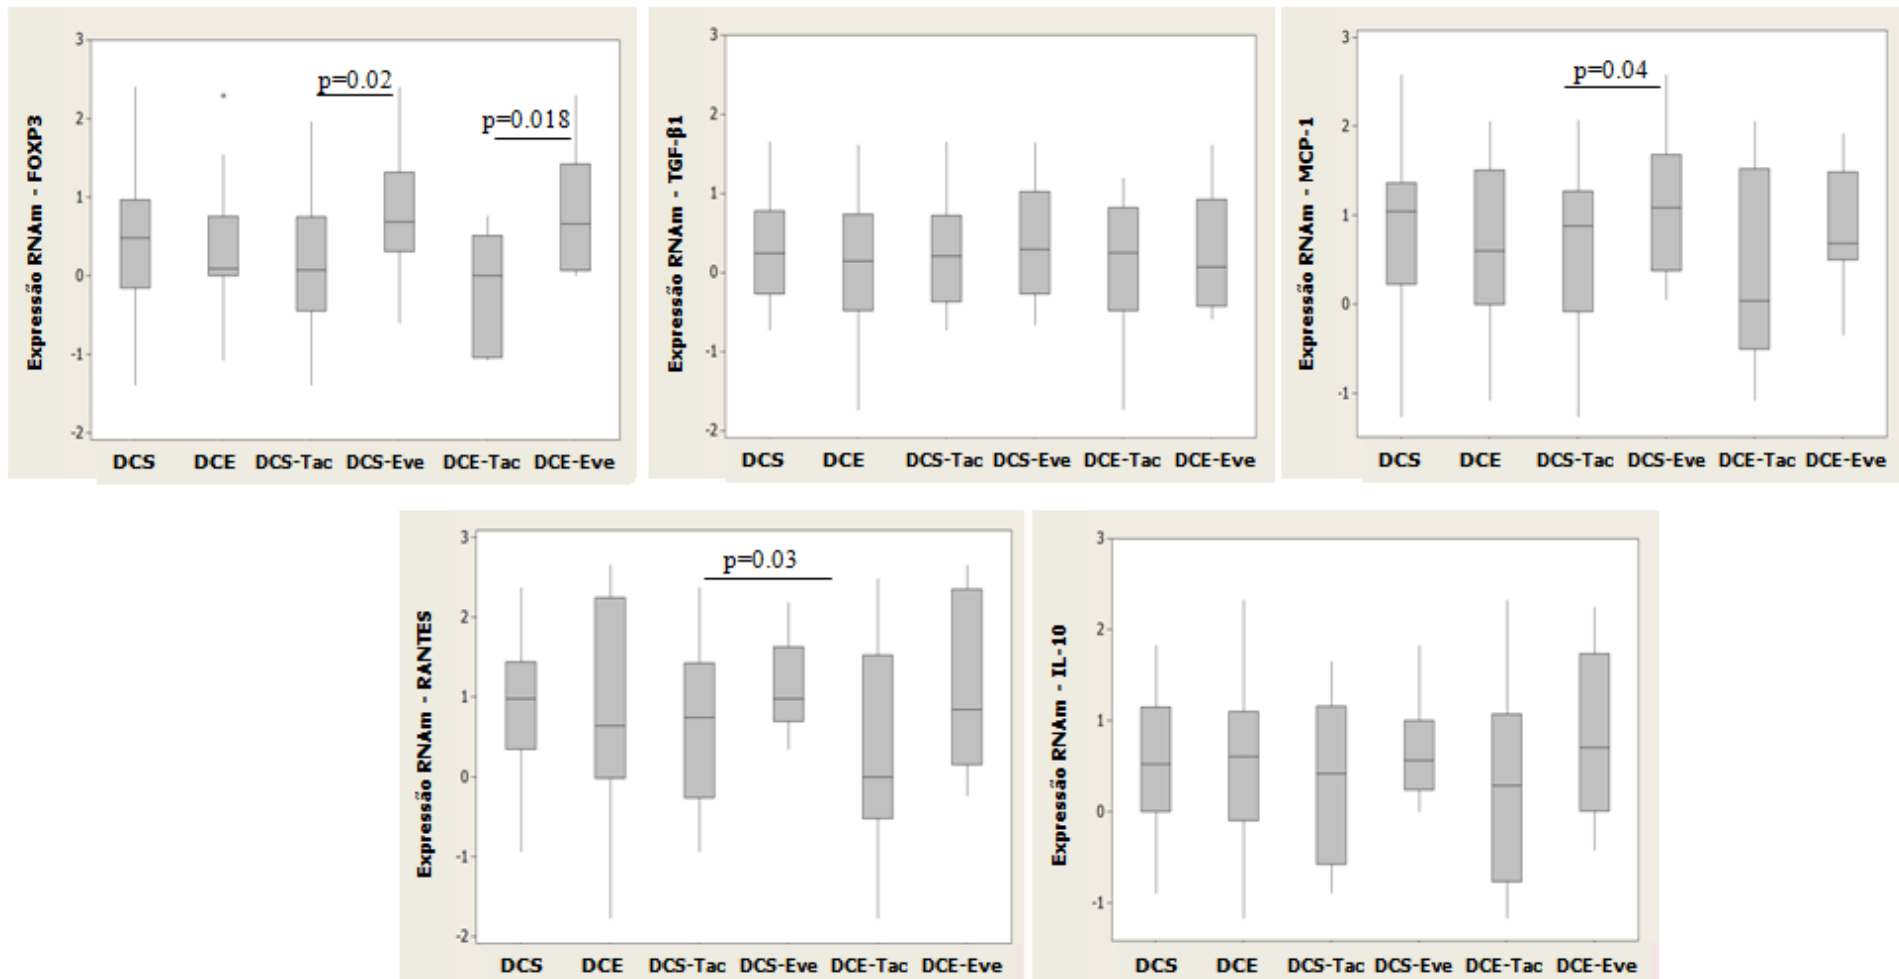 Expressão RNAm - FOXP3
3
2
1
0
-1
-2
p=0.02
p=0.018
DCS DCE DCS-Tac DCS-Eve DCE-Tac DCE-Eve
Expressão RNAm - TGF-β1
3
2
1
0
-1
-2
DCS DCE DCS-Tac DCS-Eve DCE-Tac DCE-Eve
Expressão RNAm - MCP-1
3
2
1
0
-1
p=0.04
DCS DCE DCS-Tac DCS-Eve DCE-Tac DCE-Eve
Expressão RNAm - RANTES
3
2
1
0
-1
-2
p=0.03
DCS DCE DCS-Tac DCS-Eve DCE-Tac DCE-Eve
Expressão RNAm - IL-10
3
2
1
0
-1
DCS DCE DCS-Tac DCS-Eve DCE-Tac DCE-Eve